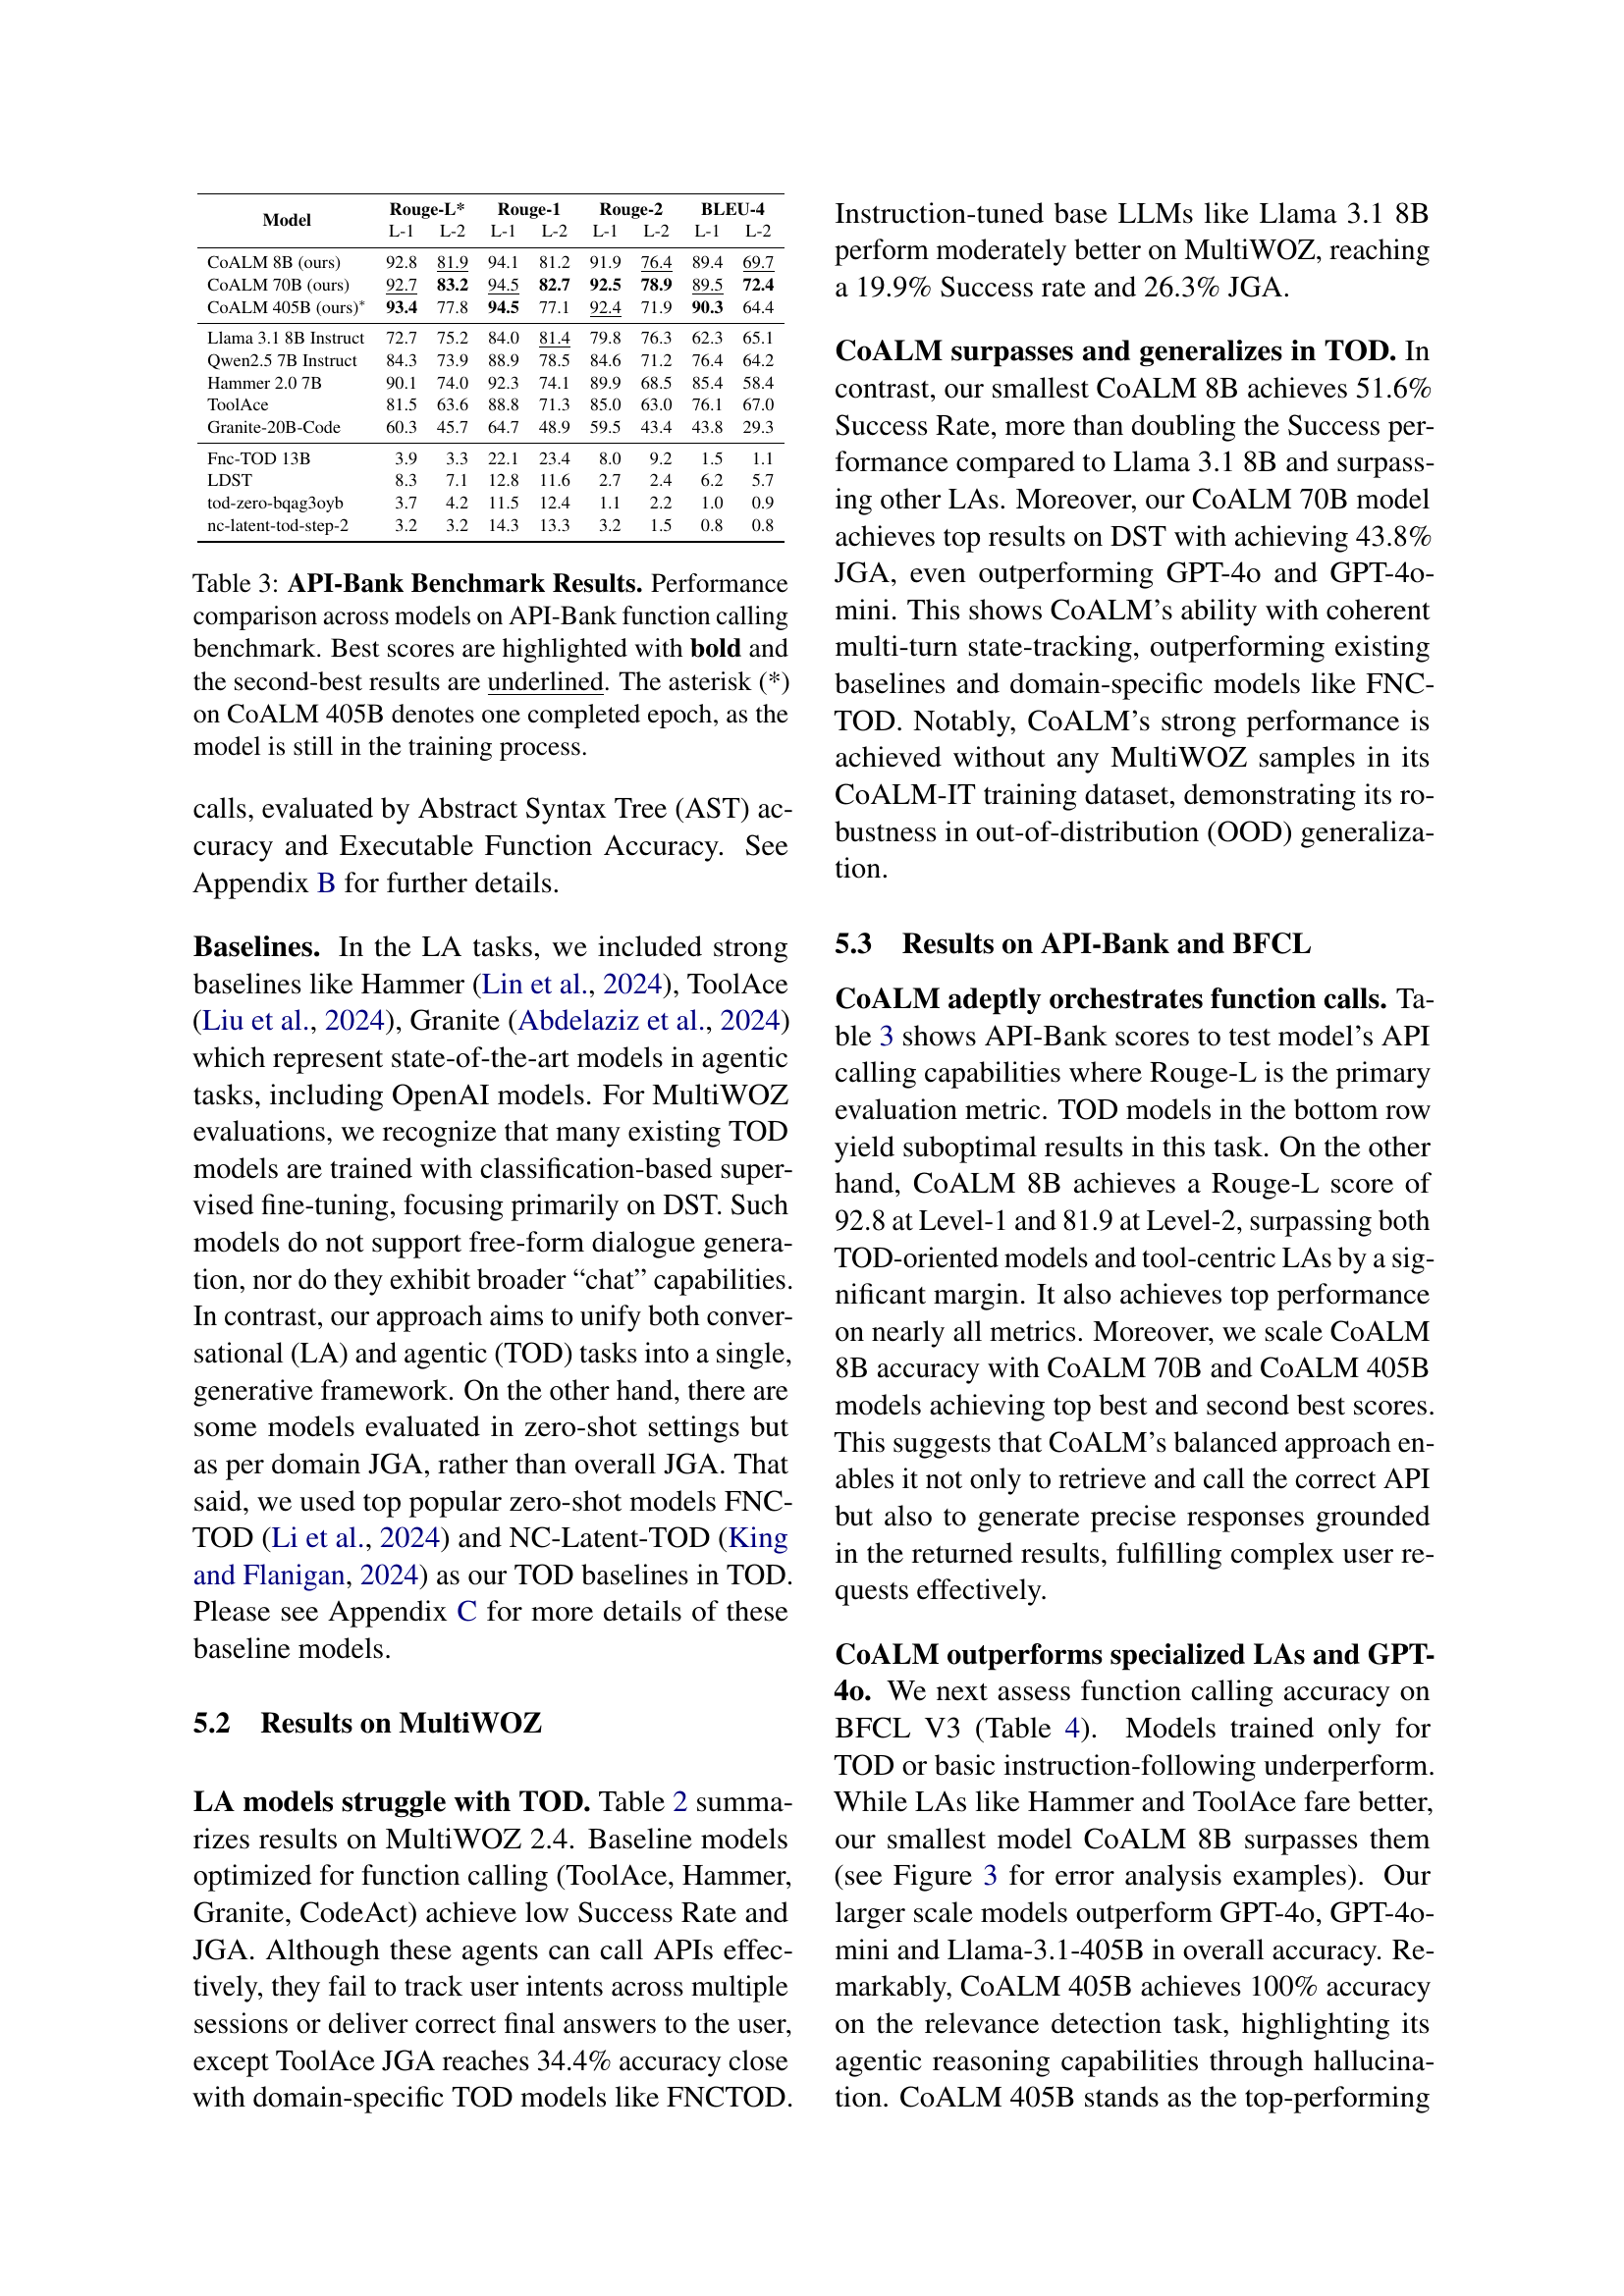 Model Rouge-L* Rouge-1 Rouge-2 BLEU-4
L-1 L-2 L-1 L-2 L-1 L-2 L-1 L-2
CoALM 8B (ours) 92.8 81.9 94.1 81.2 91.9 76.4 89.4 69.7
CoALM 70B (ours) 92.7 83.2 94.5 82.7 92.5 78.9 89.5 72.4
CoALM 405B (ours)* 93.4 77.8 94.5 77.1 92.4 71.9 90.3 64.4
Llama 3.1 8B Instruct 72.7 75.2 84.0 81.4 79.8 76.3 62.3 65.1
Qwen2.5 7B Instruct 84.3 73.9 88.9 78.5 84.6 71.2 76.4 64.2
Hammer 2.0 7B 90.1 74.0 92.3 74.1 89.9 68.5 85.4 58.4
ToolAce 81.5 63.6 88.8 71.3 85.0 63.0 76.1 67.0
Granite-20B-Code 60.3 45.7 64.7 48.9 59.5 43.4 43.8 29.3
Fnc-TOD 13B 3.9 3.3 22.1 23.4 8.0 9.2 1.5 1.1
LDST 8.3 7.1 12.8 11.6 2.7 2.4 6.2 5.7
tod-zero-bqag3oyb 3.7 4.2 11.5 12.4 1.1 2.2 1.0 0.9
nc-latent-tod-step-2 3.2 3.2 14.3 13.3 3.2 1.5 0.8 0.8
Table 3: API-Bank Benchmark Results. Performance
comparison across models on API-Bank function calling
benchmark. Best scores are highlighted with bold and
the second-best results are underlined. The asterisk (*)
on CoALM 405B denotes one completed epoch, as the
model is still in the training process.
calls, evaluated by Abstract Syntax Tree (AST) ac-
curacy and Executable Function Accuracy. See
Appendix B for further details.
Baselines. In the LA tasks, we included strong
baselines like Hammer (Lin et al., 2024), ToolAce
(Liu et al., 2024), Granite (Abdelaziz et al., 2024)
which represent state-of-the-art models in agentic
tasks, including OpenAI models. For MultiWOZ
evaluations, we recognize that many existing TOD
models are trained with classification-based super-
vised fine-tuning, focusing primarily on DST. Such
models do not support free-form dialogue genera-
tion, nor do they exhibit broader “chat” capabilities.
In contrast, our approach aims to unify both conver-
sational (LA) and agentic (TOD) tasks into a single,
generative framework. On the other hand, there are
some models evaluated in zero-shot settings but
as per domain JGA, rather than overall JGA. That
said, we used top popular zero-shot models FNC-
TOD (Li et al., 2024) and NC-Latent-TOD (King
and Flanigan, 2024) as our TOD baselines in TOD.
Please see Appendix C for more details of these
baseline models.
5.2 Results on MultiWOZ
LA models struggle with TOD. Table 2 summa-
rizes results on MultiWOZ 2.4. Baseline models
optimized for function calling (ToolAce, Hammer,
Granite, CodeAct) achieve low Success Rate and
JGA. Although these agents can call APIs effec-
tively, they fail to track user intents across multiple
sessions or deliver correct final answers to the user,
except ToolAce JGA reaches 34.4% accuracy close
with domain-specific TOD models like FNCTOD.
Instruction-tuned base LLMs like Llama 3.1 8B
perform moderately better on MultiWOZ, reaching
a 19.9% Success rate and 26.3% JGA.
CoALM surpasses and generalizes in TOD. In
contrast, our smallest CoALM 8B achieves 51.6%
Success Rate, more than doubling the Success per-
formance compared to Llama 3.1 8B and surpass-
ing other LAs. Moreover, our CoALM 70B model
achieves top results on DST with achieving 43.8%
JGA, even outperforming GPT-4o and GPT-4o-
mini. This shows CoALM’s ability with coherent
multi-turn state-tracking, outperforming existing
baselines and domain-specific models like FNC-
TOD. Notably, CoALM’s strong performance is
achieved without any MultiWOZ samples in its
CoALM-IT training dataset, demonstrating its ro-
bustness in out-of-distribution (OOD) generaliza-
tion.
5.3 Results on API-Bank and BFCL
CoALM adeptly orchestrates function calls. Ta-
ble 3 shows API-Bank scores to test model’s API
calling capabilities where Rouge-L is the primary
evaluation metric. TOD models in the bottom row
yield suboptimal results in this task. On the other
hand, CoALM 8B achieves a Rouge-L score of
92.8 at Level-1 and 81.9 at Level-2, surpassing both
TOD-oriented models and tool-centric LAs by a sig-
nificant margin. It also achieves top performance
on nearly all metrics. Moreover, we scale CoALM
8B accuracy with CoALM 70B and CoALM 405B
models achieving top best and second best scores.
This suggests that CoALM’s balanced approach en-
ables it not only to retrieve and call the correct API
but also to generate precise responses grounded
in the returned results, fulfilling complex user re-
quests effectively.
CoALM outperforms specialized LAs and GPT-
4o. We next assess function calling accuracy on
BFCL V3 (Table 4). Models trained only for
TOD or basic instruction-following underperform.
While LAs like Hammer and ToolAce fare better,
our smallest model CoALM 8B surpasses them
(see Figure 3 for error analysis examples). Our
larger scale models outperform GPT-4o, GPT-4o-
mini and Llama-3.1-405B in overall accuracy. Re-
markably, CoALM 405B achieves 100% accuracy
on the relevance detection task, highlighting its
agentic reasoning capabilities through hallucina-
tion. CoALM 405B stands as the top-performing